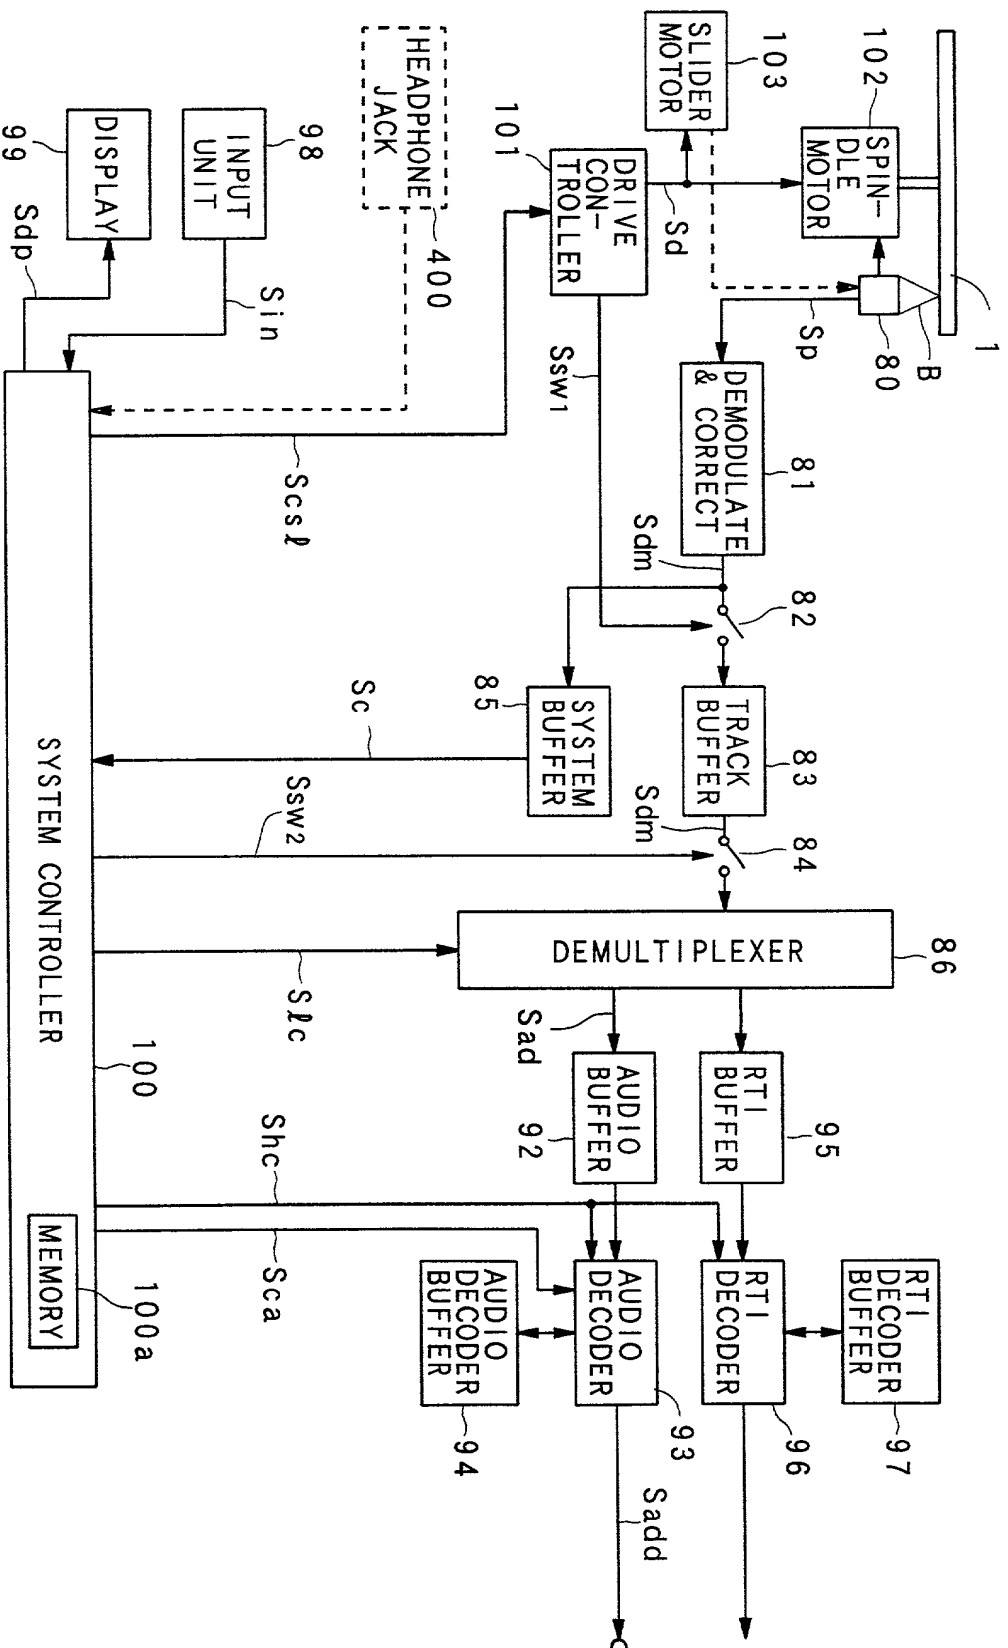 1
B
80
102
SPIN-
DLE
MOTOR
103
SLIDER
MOTOR
Sp
Sd
81
DEMODULATE
& CORRECT
Sdm
82
83
TRACK
BUFFER
Sdm
84
86
DEMULTIPLEXER
95
RTI
BUFFER
97
RTI
DECODER
BUFFER
RTI
DECODER
96
101
DRIVE
CON-
TROLLER
Ssw1
85
SYSTEM
BUFFER
Sad
AUDIO
BUFFER
92
AUDIO
DECODER
93
Sadd
AUDIO
DECODER
BUFFER
94
HEADPHONE
JACK
400
98
INPUT
UNIT
Sin
99
DISPLAY
Sdp
Scsℓ
Sc
Ssw2
Sℓc
Shc
Sca
SYSTEM CONTROLLER
100
MEMORY
100a